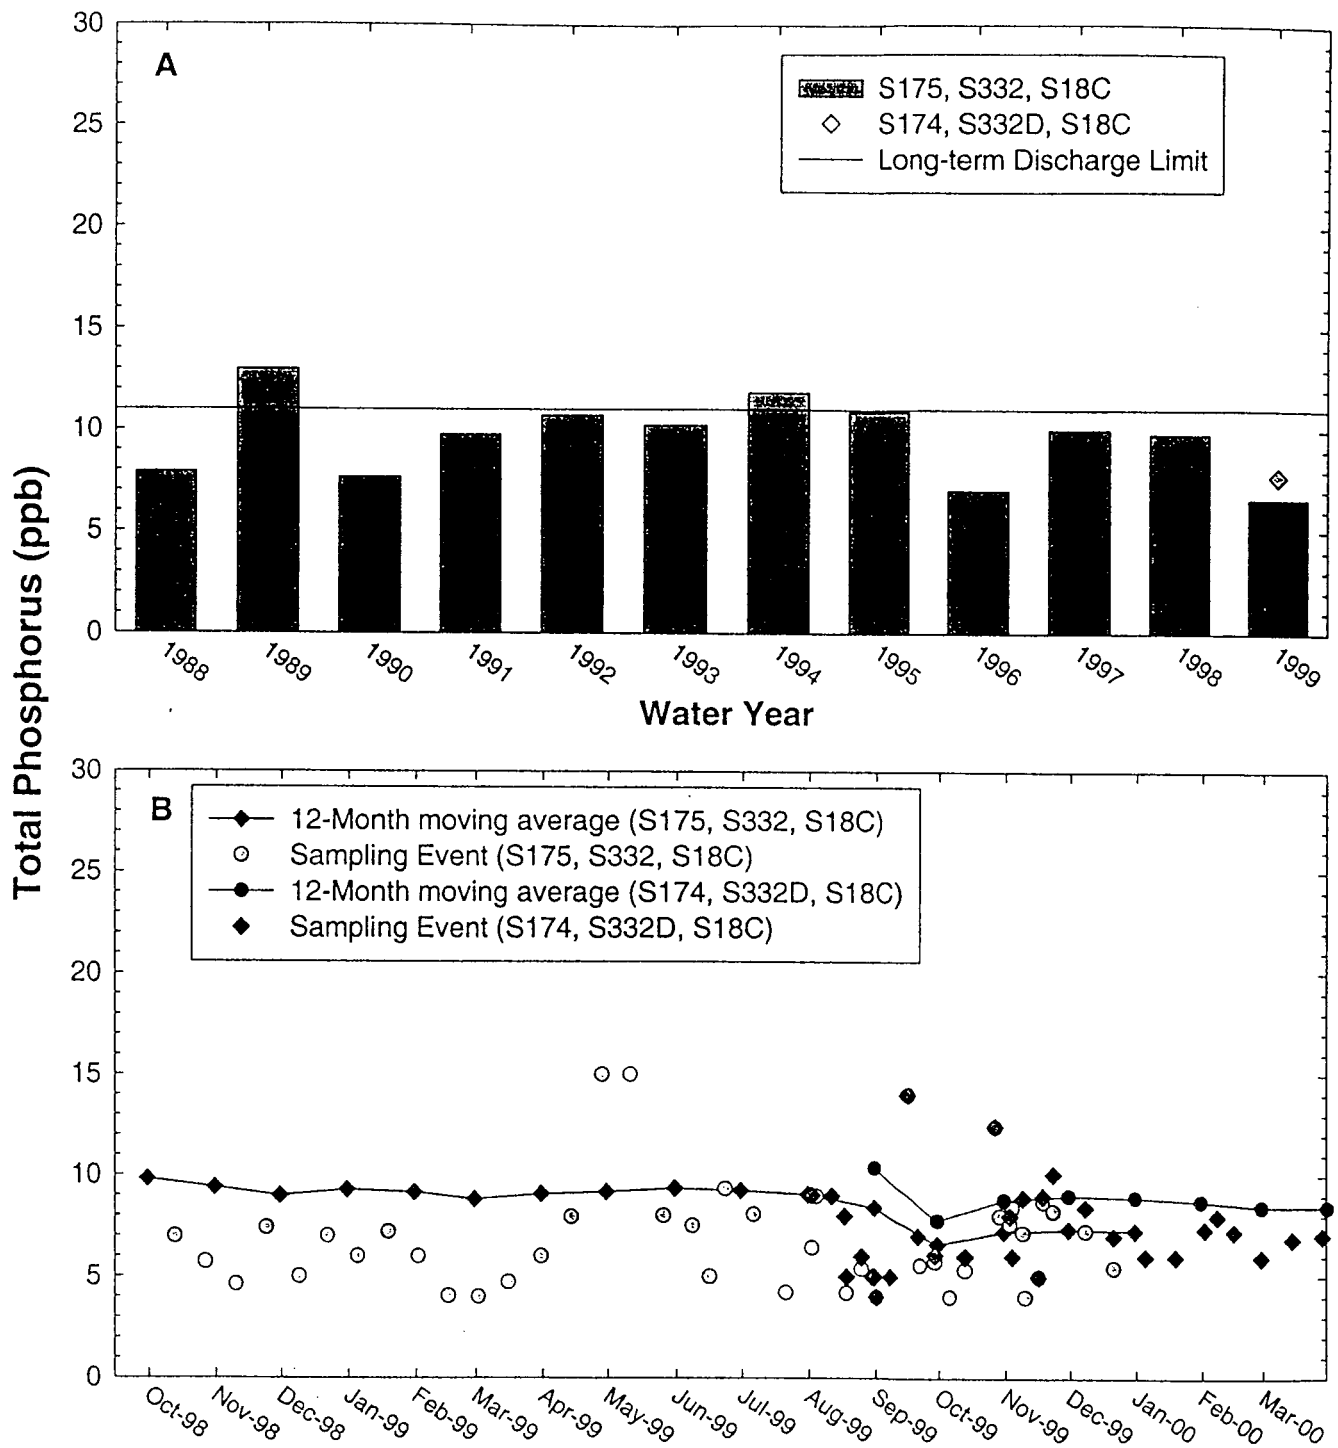 Total Phosphorus (ppb)
A
30
25
20
15
10
5
0
S175, S332, S18C
S174, S332D, S18C
Long-term Discharge Limit
1988
1989
1990
1991
1992
1993
1994
1995
1996
1997
1998
1999
Water Year
B
30
25
20
15
10
5
0
12-Month moving average (S175, S332, S18C)
Sampling Event (S175, S332, S18C)
12-Month moving average (S174, S332D, S18C)
Sampling Event (S174, S332D, S18C)
Oct-98
Nov-98
Dec-98
Jan-99
Feb-99
Mar-99
Apr-99
May-99
Jun-99
Jul-99
Aug-99
Sep-99
Oct-99
Nov-99
Dec-99
Jan-00
Feb-00
Mar-00